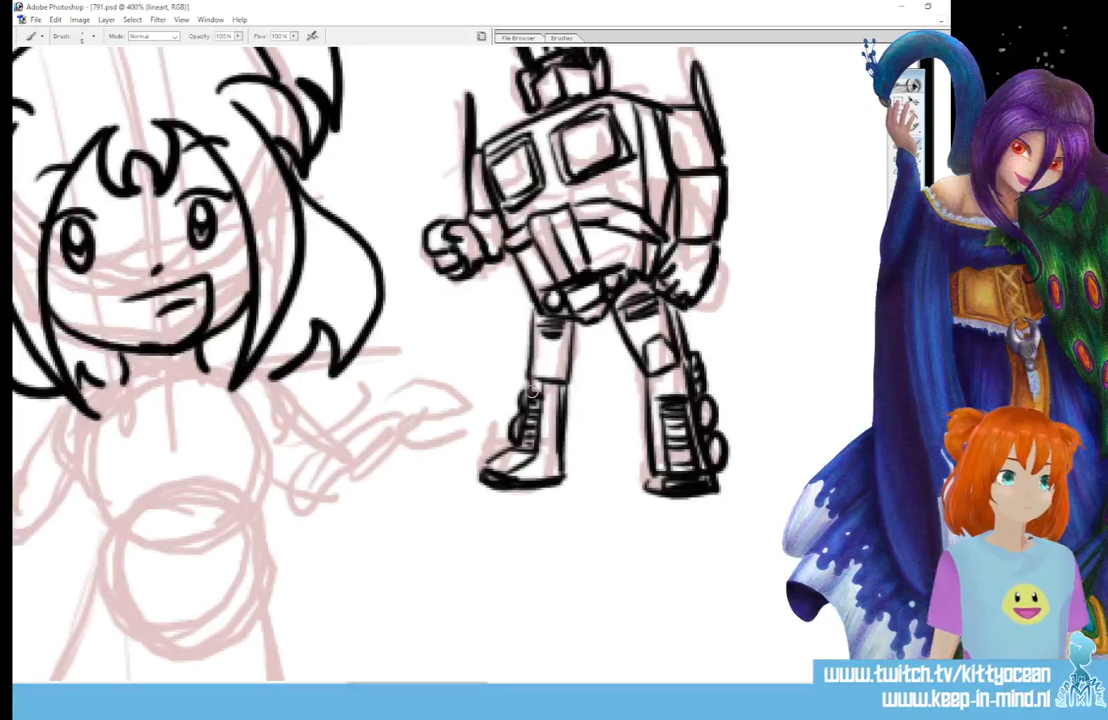 Adobe Photoshop - [791.psd @ 400% (lineart, RGB)]
File Edit Image Layer Select Filter View Window Help
Brush: Mode: Normal Opacity: 100% Flow: 100%
File Browser Brushes
www.twitch.tv/kittyocean
www.keep-in-mind.nl